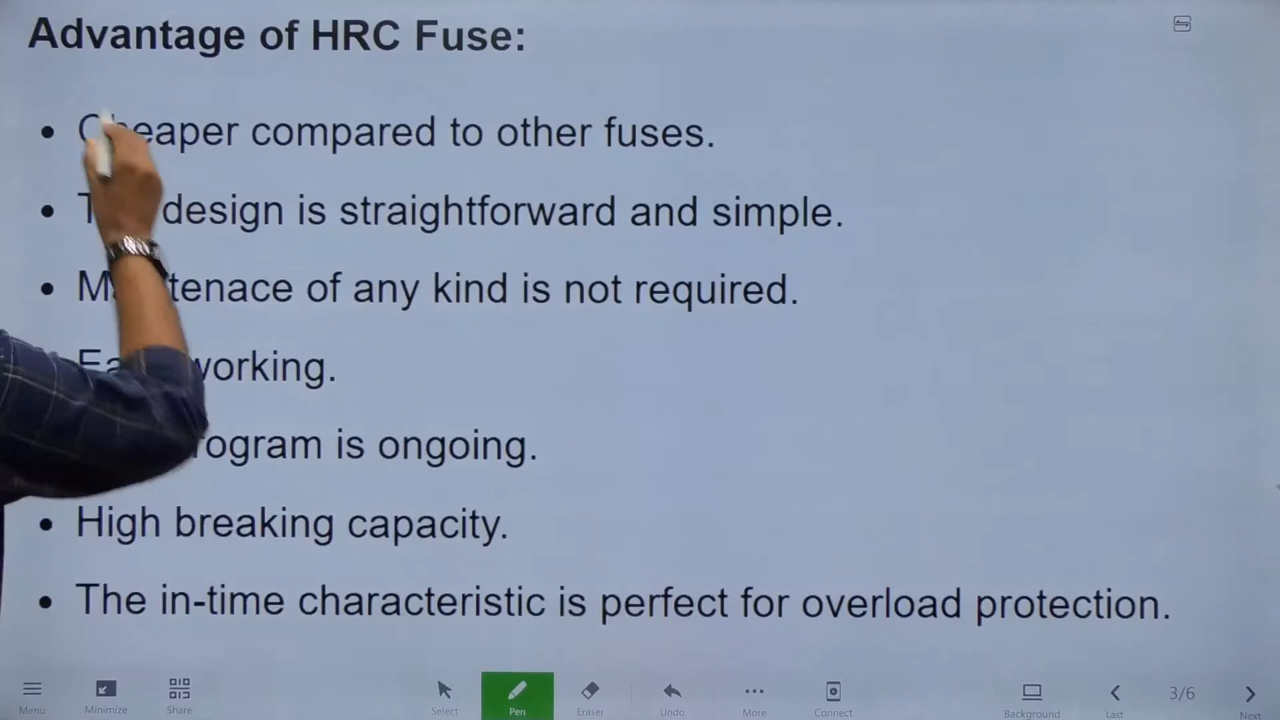 Advantage of HRC Fuse:
• Cheaper compared to other fuses.
• design is straightforward and simple.
• of any kind is not required.
• working.
is ongoing.
• High breaking capacity.
• The in-time characteristic is perfect for overload protection.
Menu Minimize Share Select Pen Eraser Undo More Connect Background Last 3/6 Next